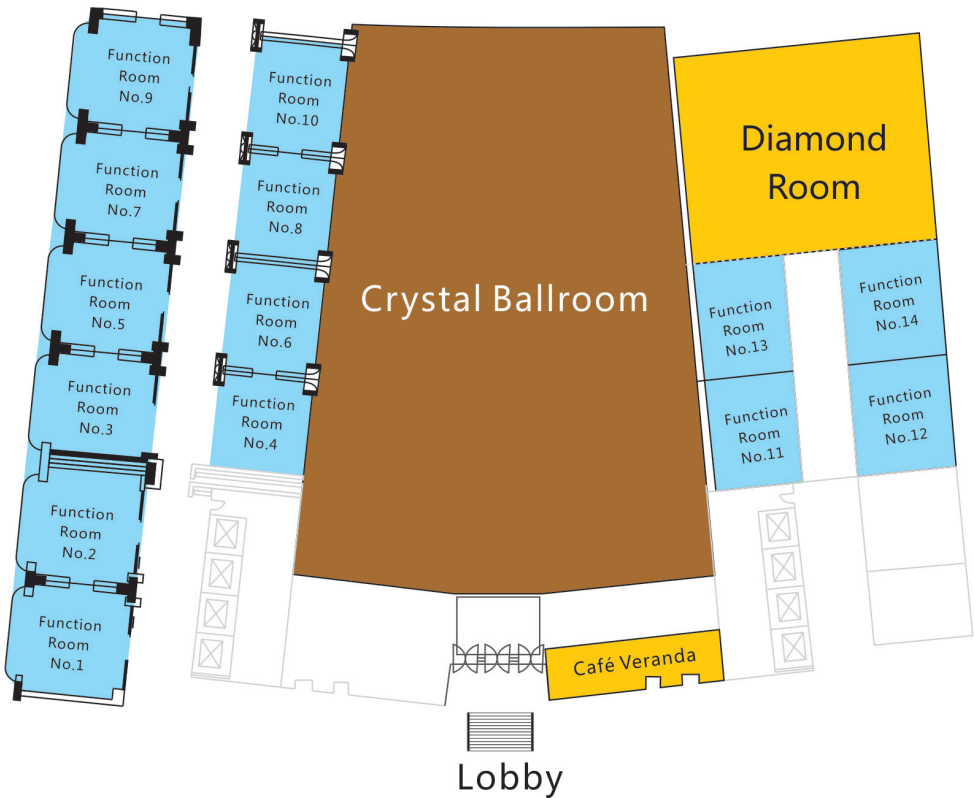 Function
Room
No.9
Function
Room
No.10
Diamond
Room
Function
Room
No.7
Function
Room
No.8
Function
Room
No.5
Function
Room
No.6
Crystal Ballroom
Function
Room
No.13
Function
Room
No.14
Function
Room
No.3
Function
Room
No.4
Function
Room
No.11
Function
Room
No.12
Function
Room
No.2
Function
Room
No.1
Café Veranda
Lobby